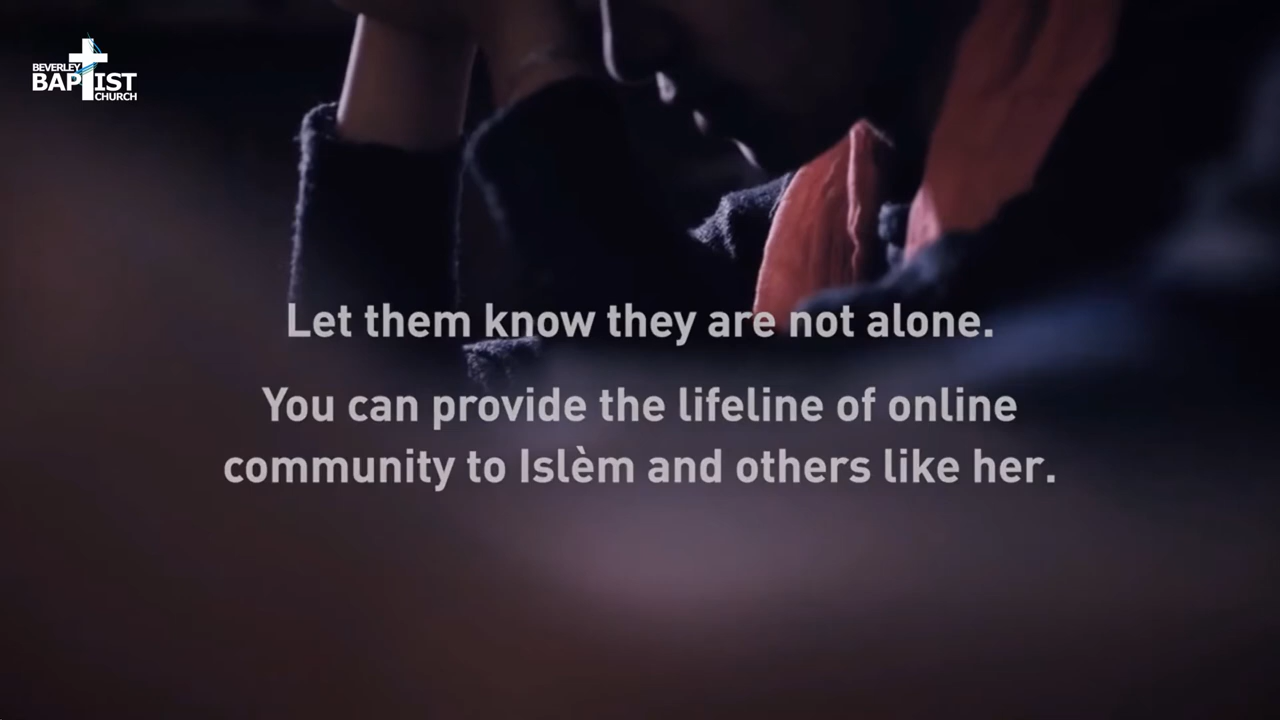 BEVERLEY
BAPTIST
CHURCH
Let them know they are not alone.
You can provide the lifeline of online
community to Islèm and others like her.